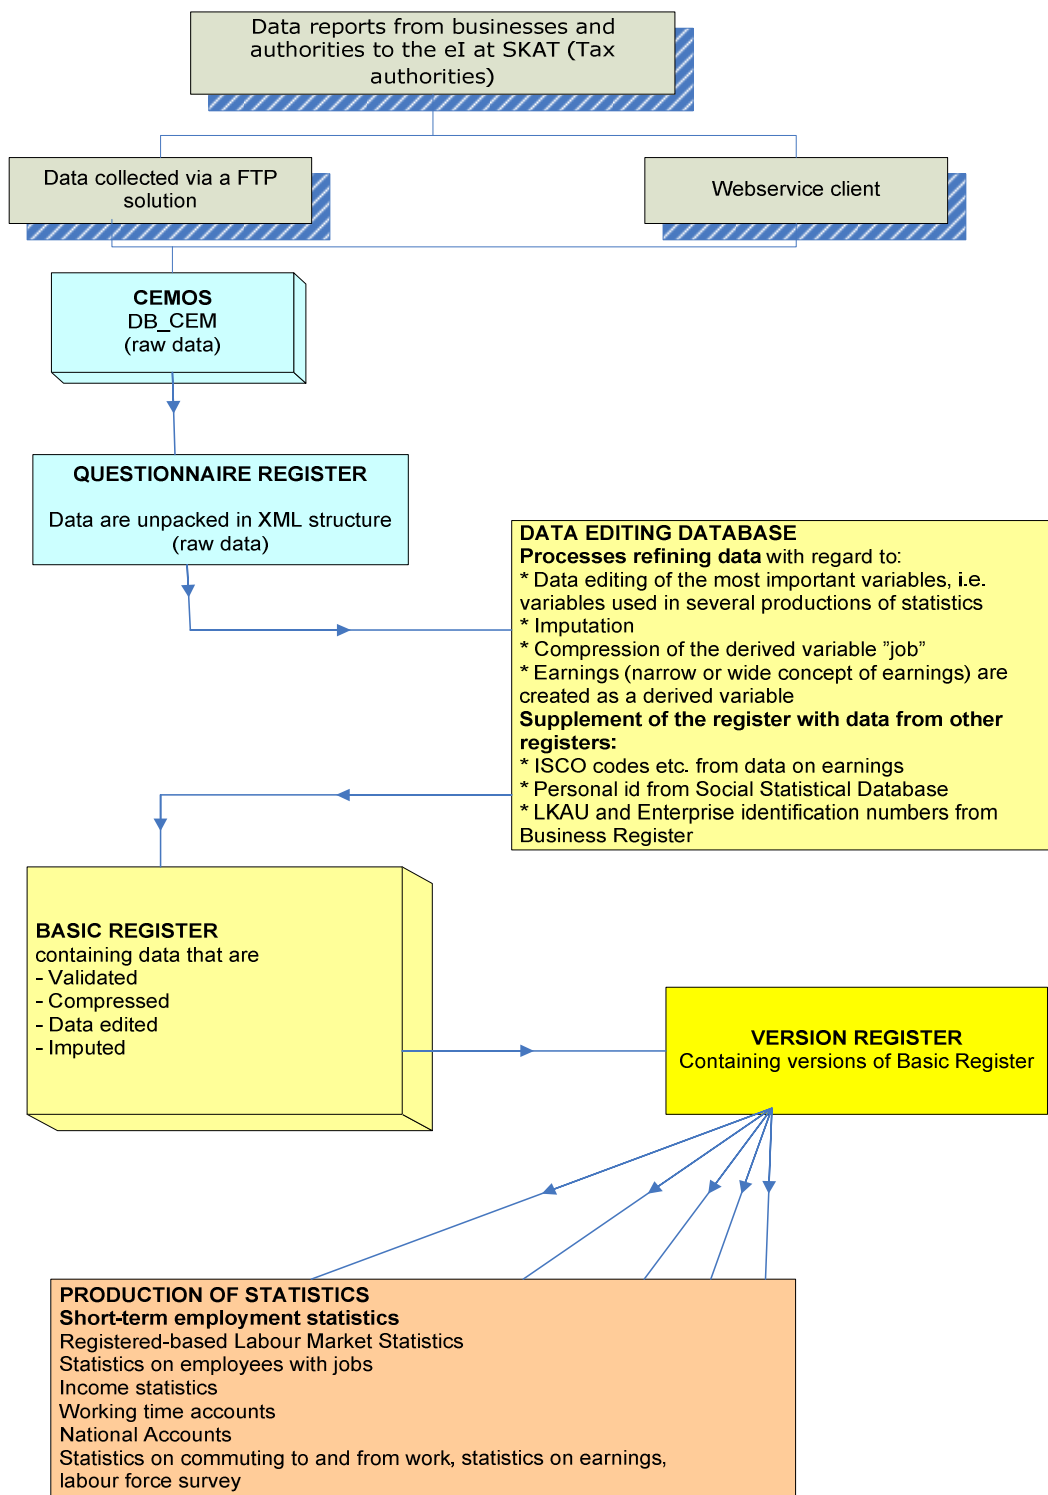 Data reports from businesses and
authorities to the eI at SKAT (Tax
authorities)
Data collected via a FTP
solution
Webservice client
CEMOS
DB_CEM
(raw data)
QUESTIONNAIRE REGISTER
Data are unpacked in XML structure
(raw data)
DATA EDITING DATABASE
Processes refining data with regard to:
* Data editing of the most important variables, i.e.
variables used in several productions of statistics
* Imputation
* Compression of the derived variable ”job”
* Earnings (narrow or wide concept of earnings) are
created as a derived variable
Supplement of the register with data from other
registers:
* ISCO codes etc. from data on earnings
* Personal id from Social Statistical Database
* LKAU and Enterprise identification numbers from
Business Register
BASIC REGISTER
containing data that are
- Validated
- Compressed
- Data edited
- Imputed
VERSION REGISTER
Containing versions of Basic Register
PRODUCTION OF STATISTICS
Short-term employment statistics
Registered-based Labour Market Statistics
Statistics on employees with jobs
Income statistics
Working time accounts
National Accounts
Statistics on commuting to and from work, statistics on earnings,
labour force survey